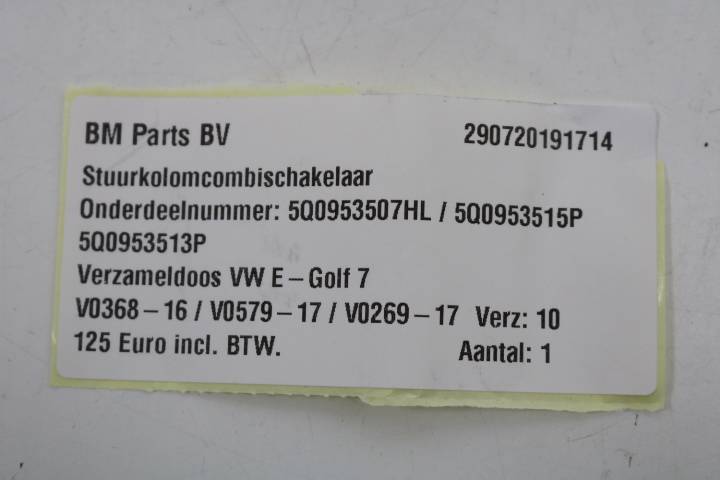 BM Parts BV 290720191714
Stuurkolomcombischakelaar
Onderdeelnummer: 5Q0953507HL / 5Q0953515P
5Q0953513P
Verzameldoos VW E – Golf 7
V0368 – 16 / V0579 – 17 / V0269 – 17 Verz: 10
125 Euro incl. BTW. Aantal: 1